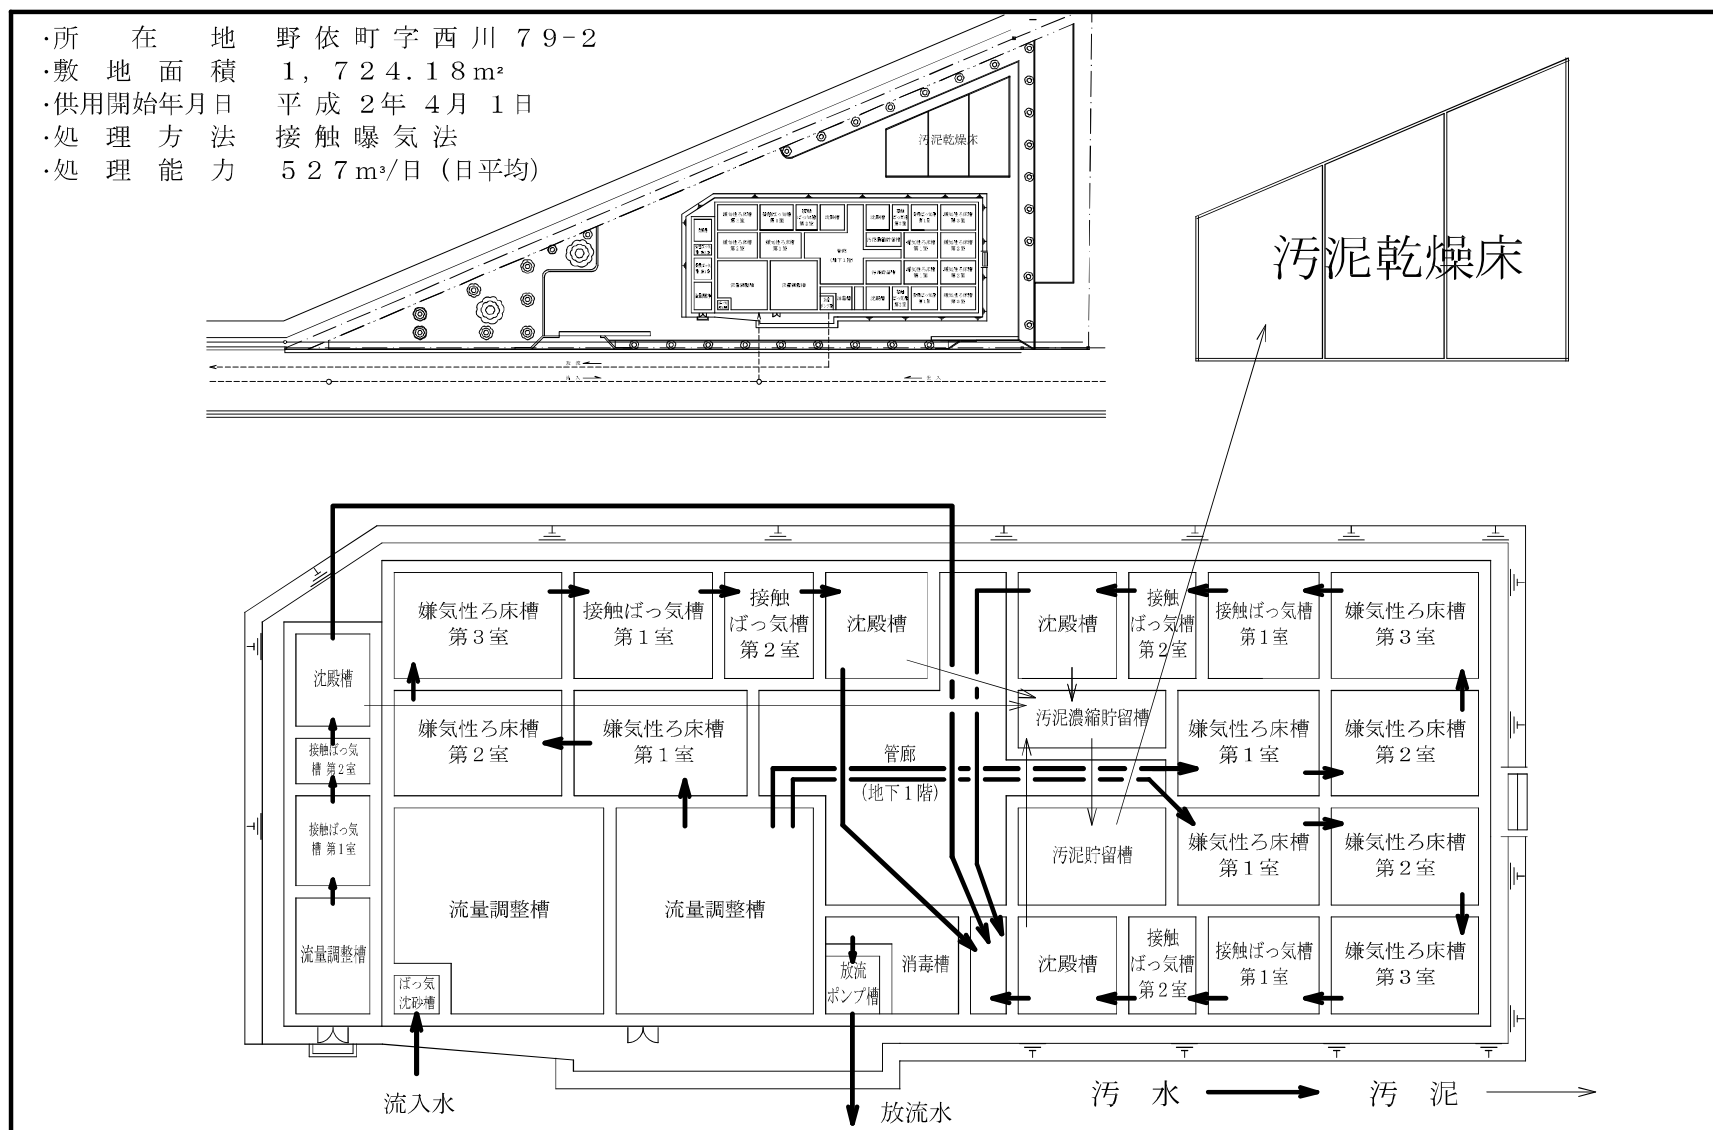 ・所在地 野依町字西川79-2
・敷地面積 1,724.18m²
・供用開始年月日 平成2年4月1日
・処理方法 接触曝気法
・処理能力 527m³/日(日平均)
汚泥乾燥床
汚泥乾燥床
嫌気性ろ床槽
第3室
接触ばっ気槽
第1室
接触
ばっ気槽
第2室
沈殿槽
沈殿槽
接触
ばっ気槽
第2室
接触ばっ気槽
第1室
嫌気性ろ床槽
第3室
沈殿槽
嫌気性ろ床槽
第2室
嫌気性ろ床槽
第1室
管廊
(地下1階)
汚泥濃縮貯留槽
嫌気性ろ床槽
第1室
嫌気性ろ床槽
第2室
接触ばっ気
槽 第2室
接触ばっ気
槽 第1室
流量調整槽
流量調整槽
流量調整槽
汚泥貯留槽
嫌気性ろ床槽
第1室
嫌気性ろ床槽
第2室
ばっ気
沈砂槽
放流
ポンプ槽
消毒槽
沈殿槽
接触
ばっ気槽
第2室
接触ばっ気槽
第1室
嫌気性ろ床槽
第3室
流入水
放流水
汚水
汚泥